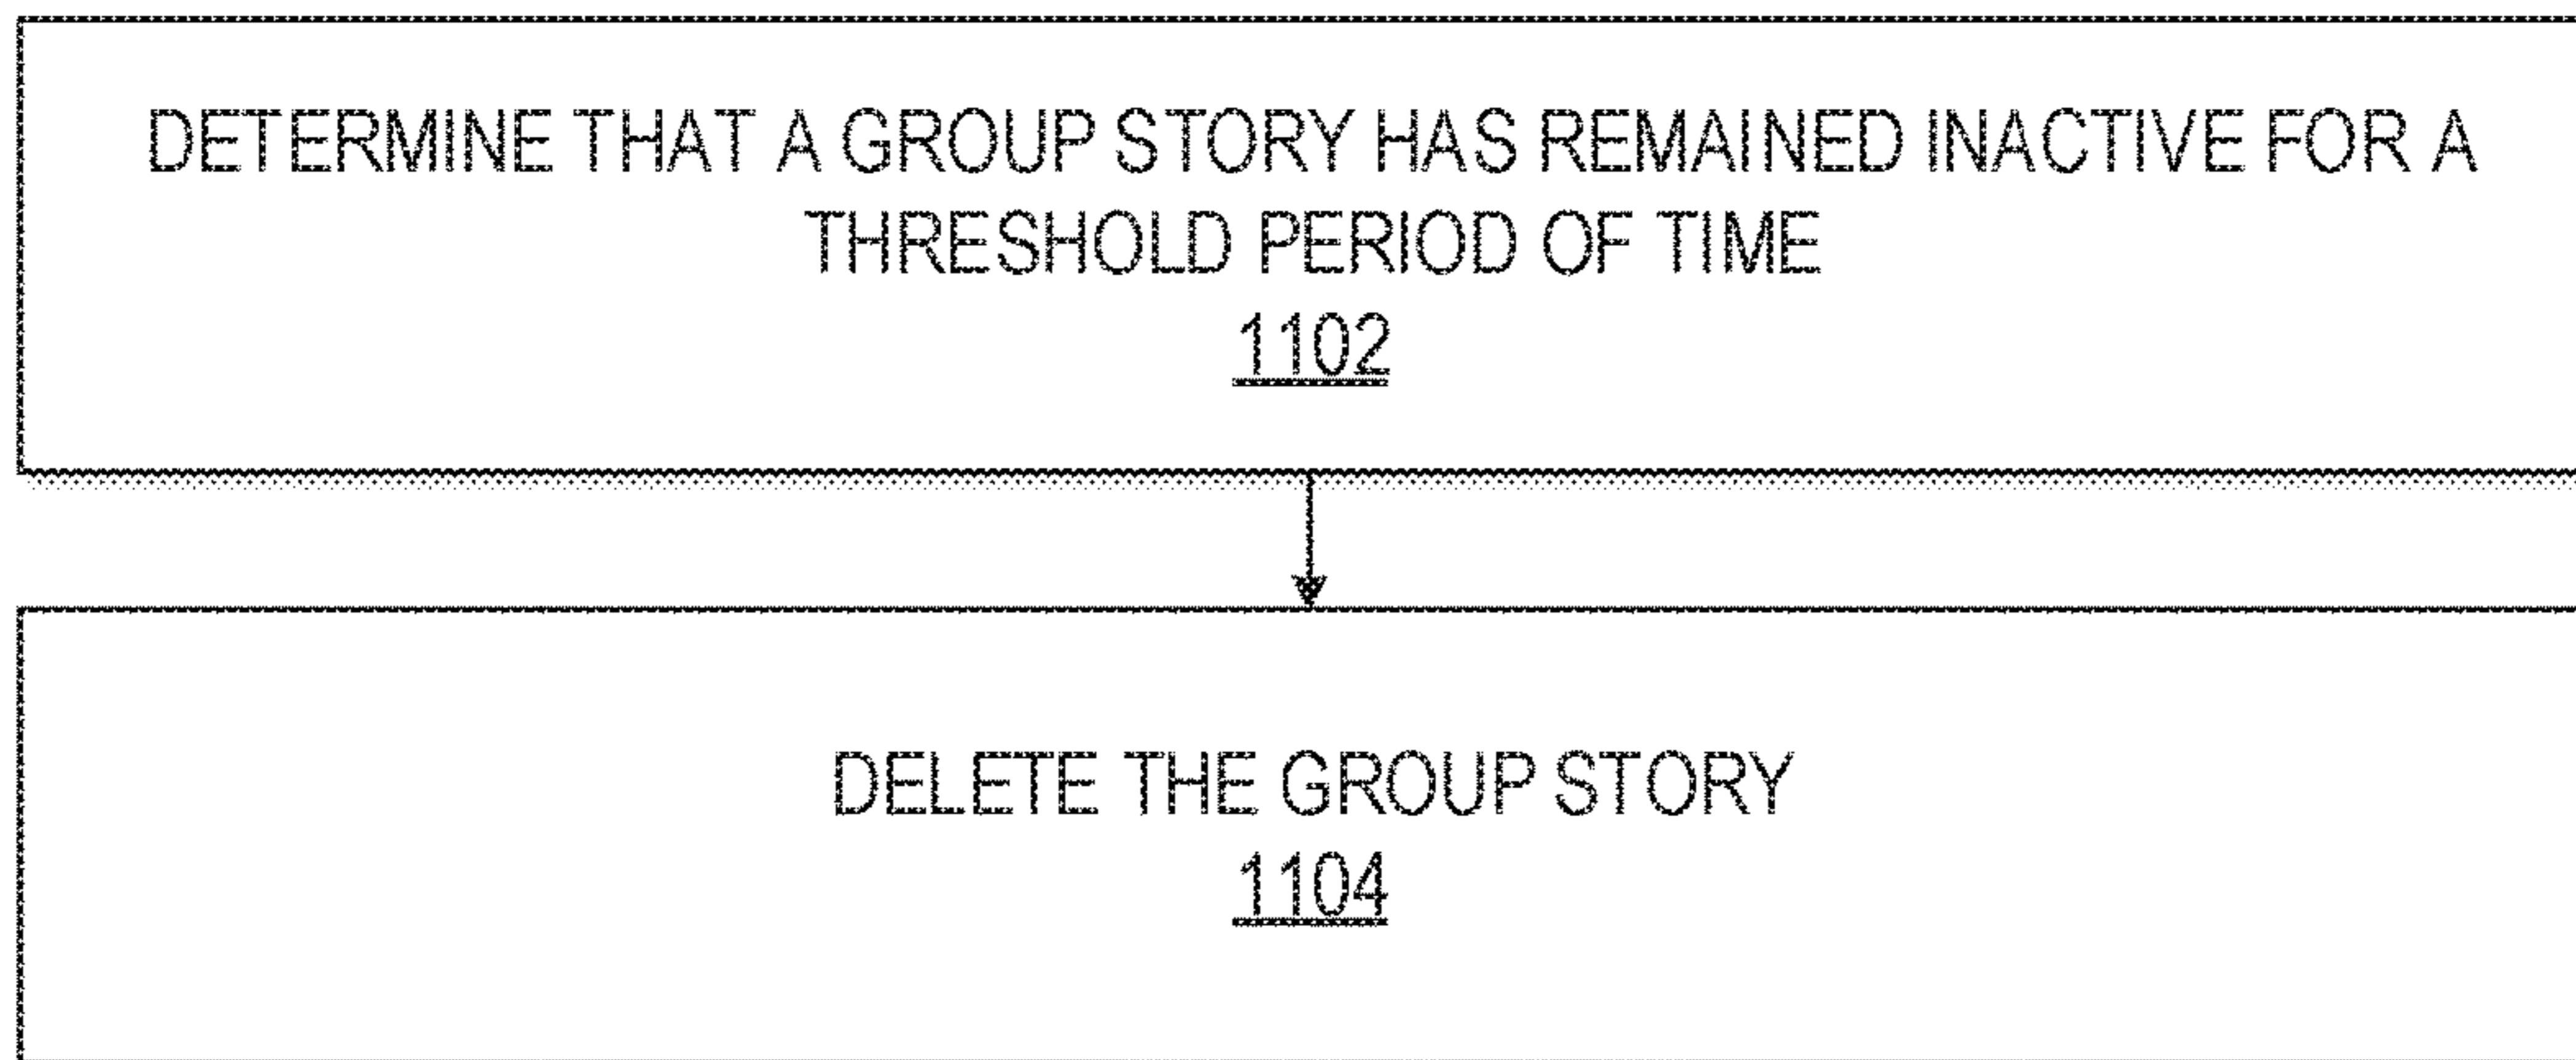 DETERMINE THAT A GROUP STORY HAS REMAINED INACTIVE FOR A
THRESHOLD PERIOD OF TIME
1102
DELETE THE GROUP STORY
1104